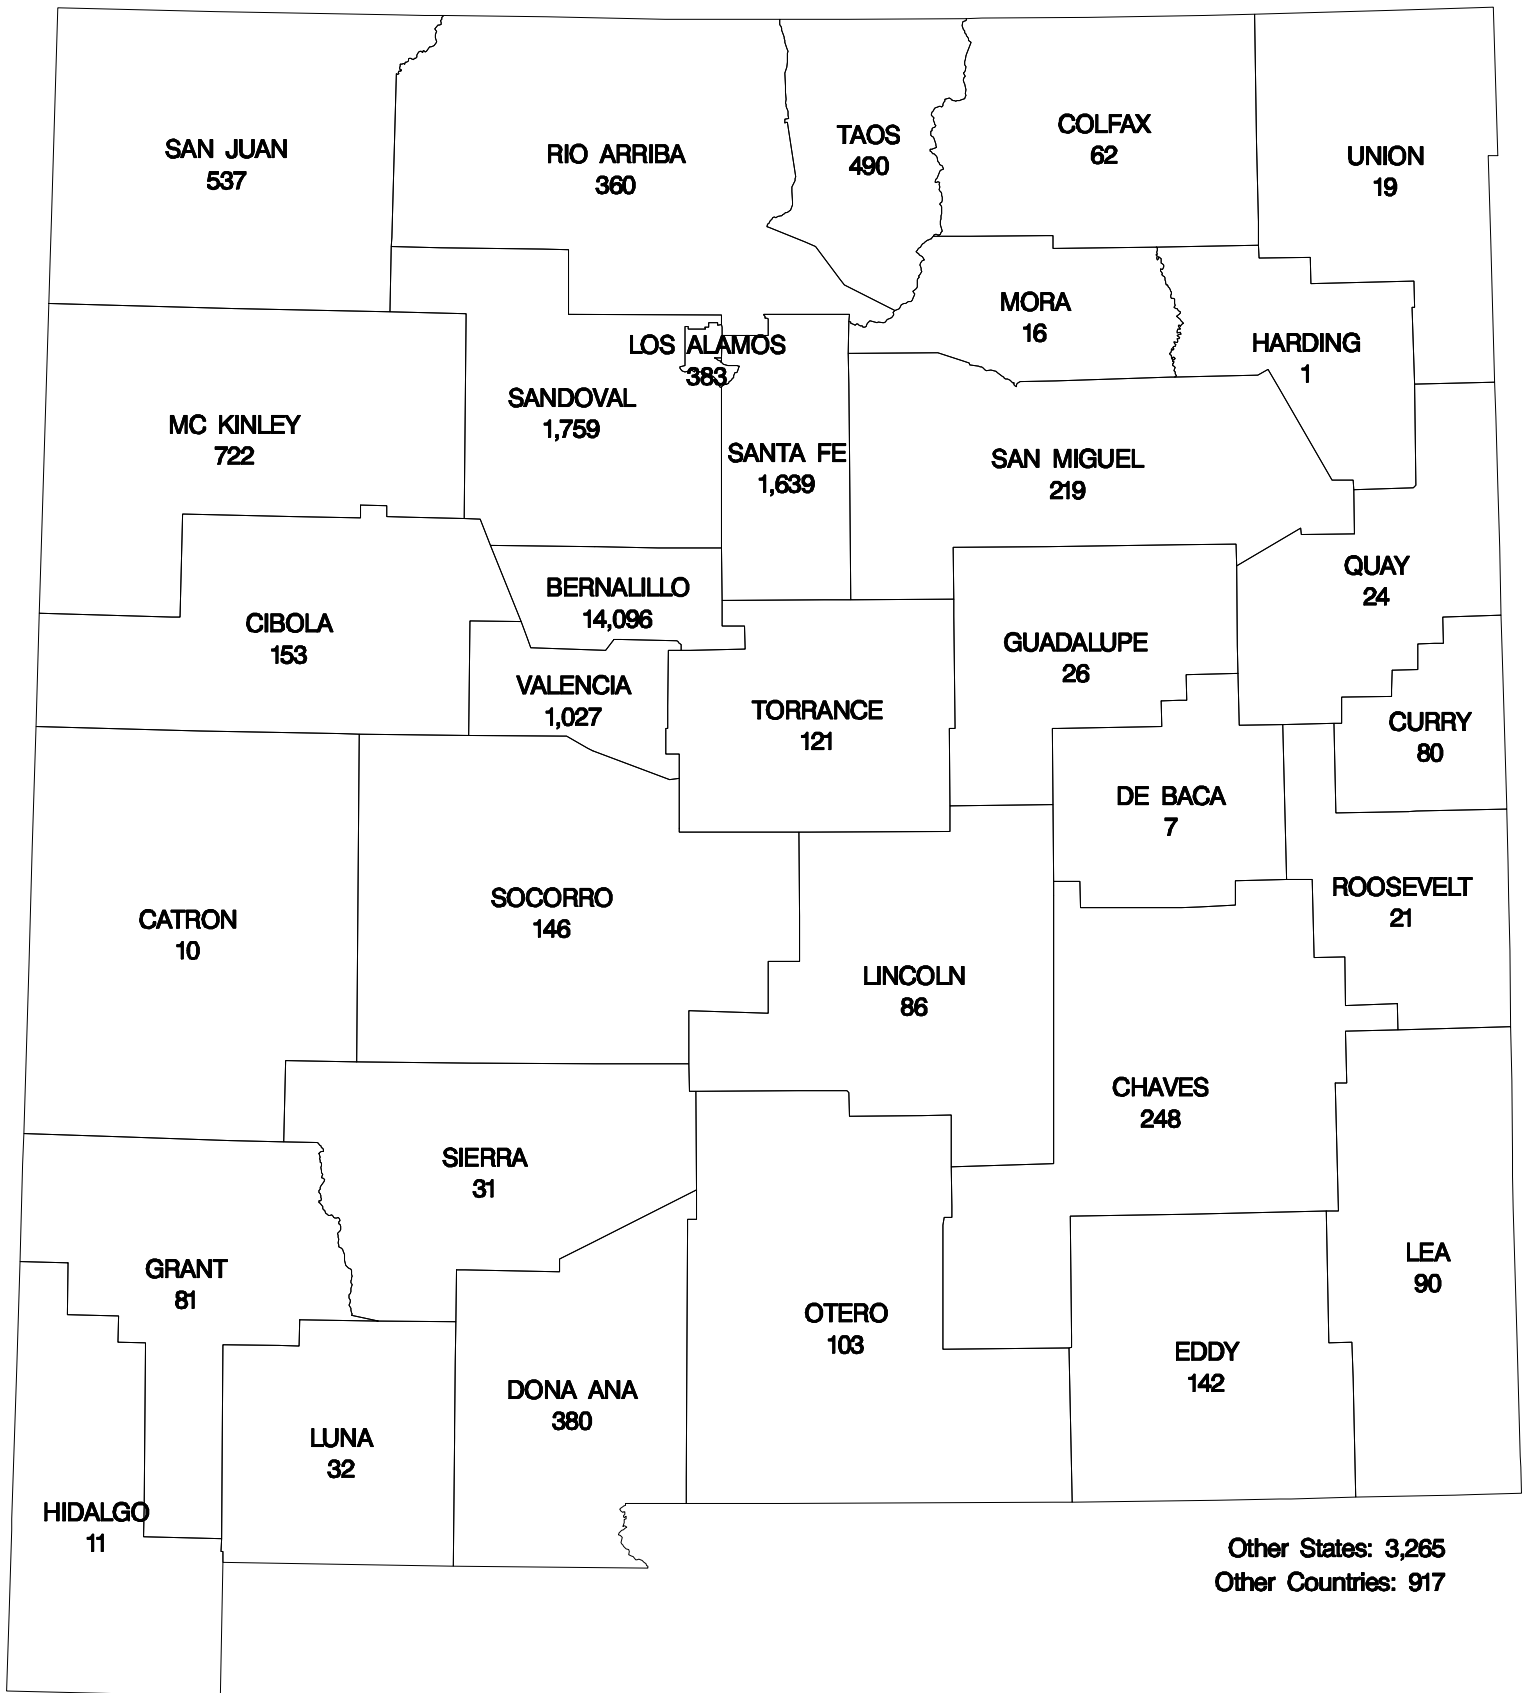 SAN JUAN
537
RIO ARRIBA
360
TAOS
490
COLFAX
62
UNION
19
MORA
16
HARDING
1
LOS ALAMOS
383
SANDOVAL
1,759
MC KINLEY
722
SANTA FE
1,639
SAN MIGUEL
219
QUAY
24
BERNALILLO
14,096
CIBOLA
153
GUADALUPE
26
VALENCIA
1,027
TORRANCE
121
CURRY
80
DE BACA
7
ROOSEVELT
21
SOCORRO
146
CATRON
10
LINCOLN
86
CHAVES
248
SIERRA
31
LEA
90
GRANT
81
OTERO
103
EDDY
142
DONA ANA
380
LUNA
32
HIDALGO
11
Other States: 3,265
Other Countries: 917